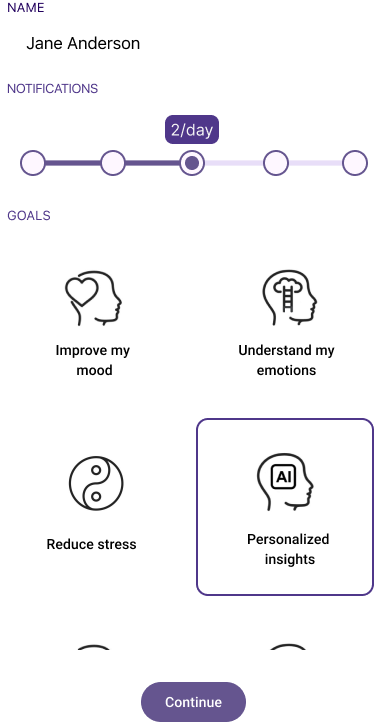 NAME
Jane Anderson
NOTIFICATIONS
2/day
GOALS
Improve my
mood
Understand my
emotions
Reduce stress
AI
Personalized
insights
Continue